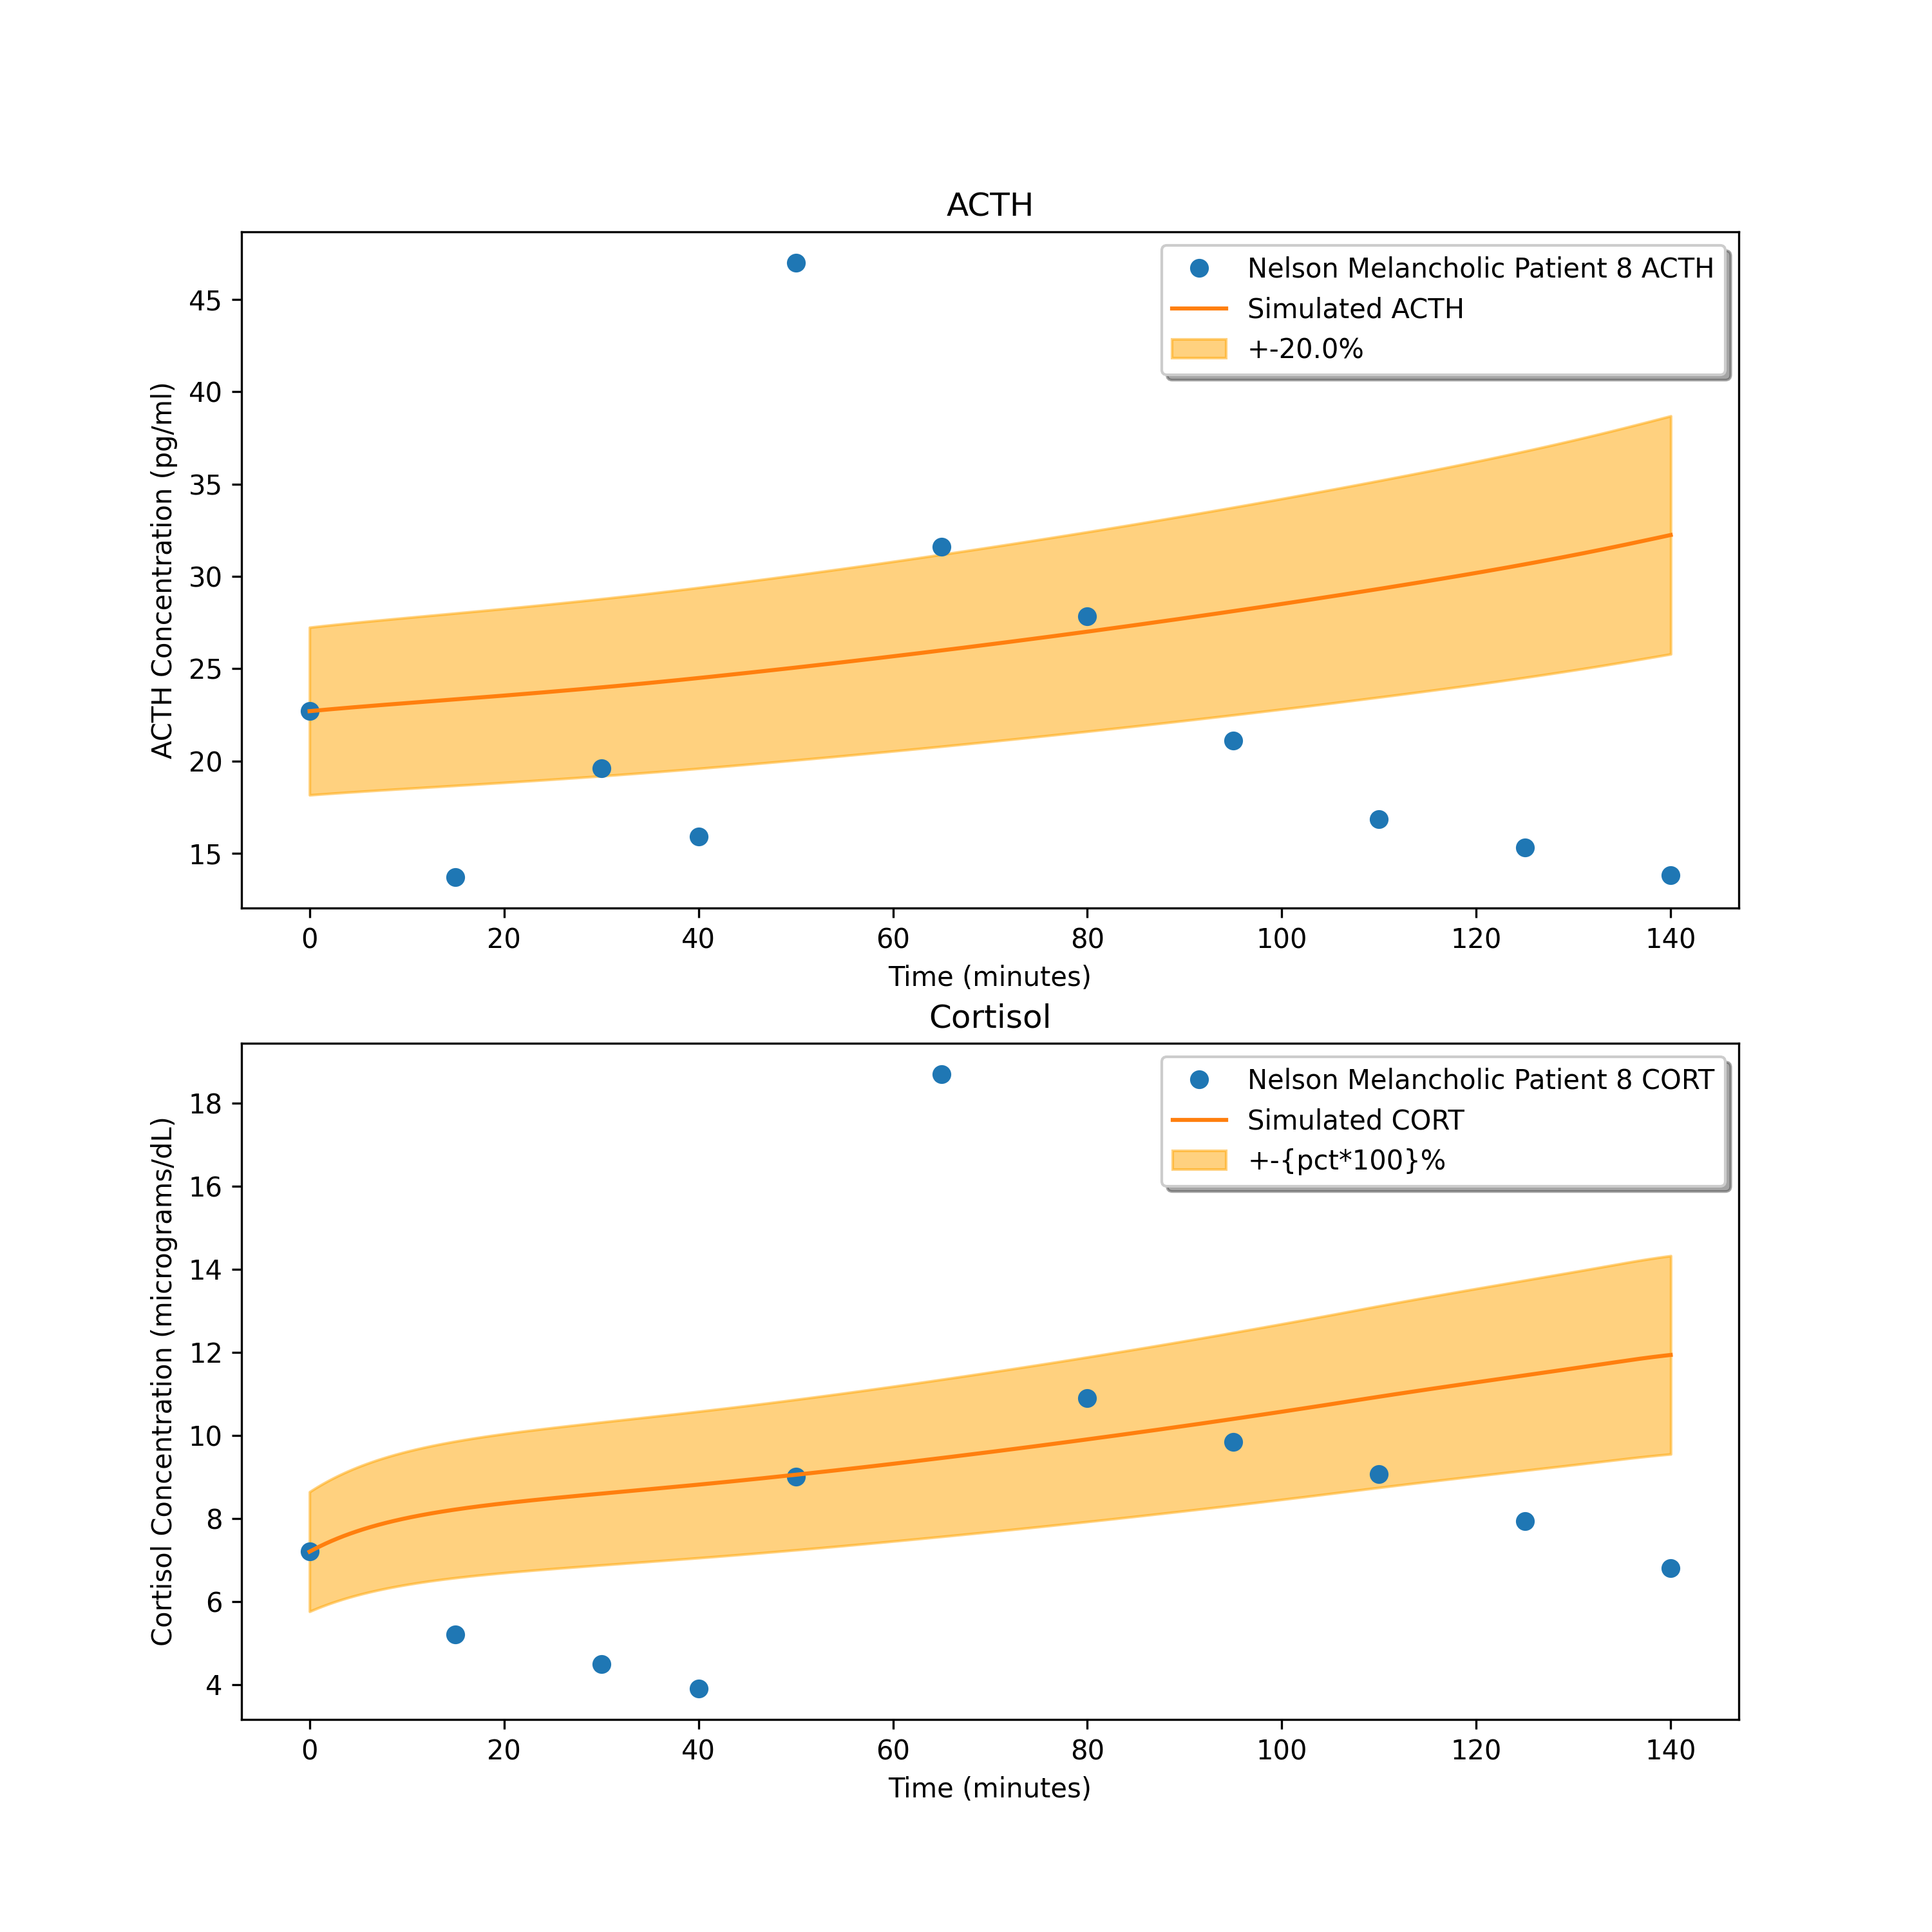 ACTH
Nelson Melancholic Patient 8 ACTH
Simulated ACTH
+-20.0%
ACTH Concentration (pg/ml)
45
40
35
30
25
20
15
0 20 40 60 80 100 120 140
Time (minutes)
Cortisol
Nelson Melancholic Patient 8 CORT
Simulated CORT
+-{pct*100}%
Cortisol Concentration (micrograms/dL)
18
16
14
12
10
8
6
4
0 20 40 60 80 100 120 140
Time (minutes)